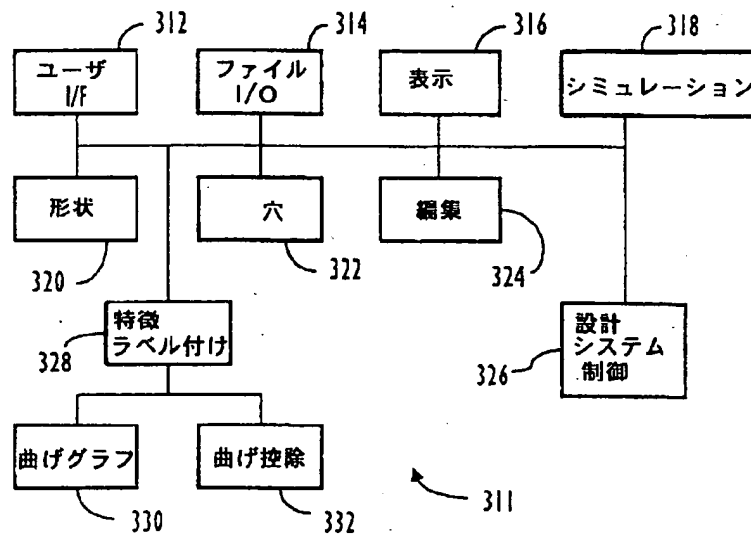 312
314
316
318
ユーザ
I/F
ファイル
I/O
表示
シミュレーション
形状
穴
編集
320
322
324
特徴
ラベル付け
328
設計
システム
制御
326
曲げグラフ
曲げ控除
330
332
311